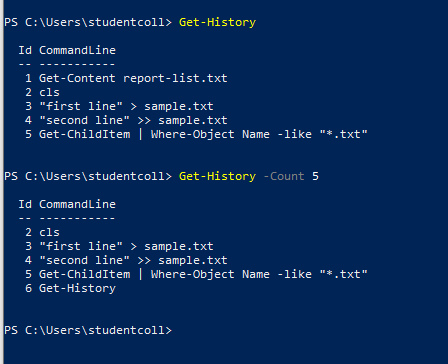 PS C:\Users\studentcoll> Get-History
Id CommandLine
-- -----------
1 Get-Content report-list.txt
2 cls
3 "first line" > sample.txt
4 "second line" >> sample.txt
5 Get-ChildItem | Where-Object Name -like "*.txt"
PS C:\Users\studentcoll> Get-History -Count 5
Id CommandLine
-- -----------
2 cls
3 "first line" > sample.txt
4 "second line" >> sample.txt
5 Get-ChildItem | Where-Object Name -like "*.txt"
6 Get-History
PS C:\Users\studentcoll>